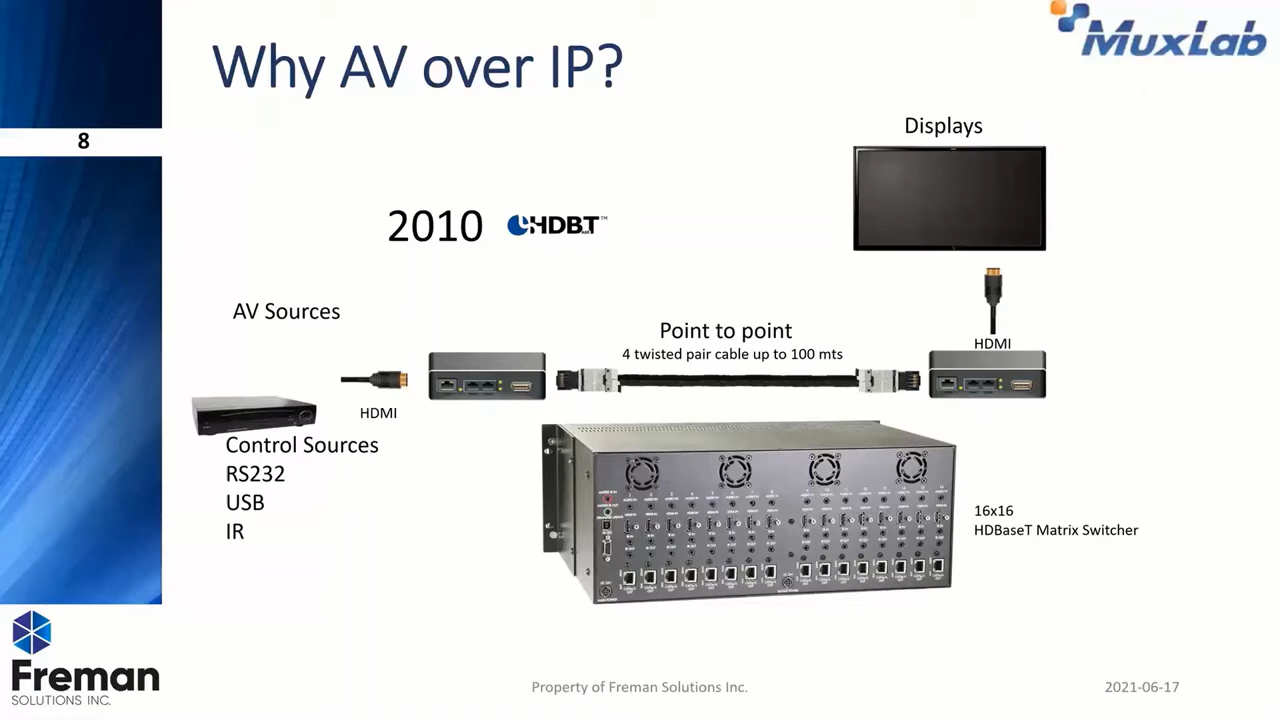 Why AV over IP?
MuxLab
8
Displays
2010 HDBT™
AV Sources
Point to point
4 twisted pair cable up to 100 mts
HDMI
HDMI
Control Sources
RS232
USB
IR
16x16
HDBaseT Matrix Switcher
Freman
SOLUTIONS INC.
Property of Freman Solutions Inc.
2021-06-17